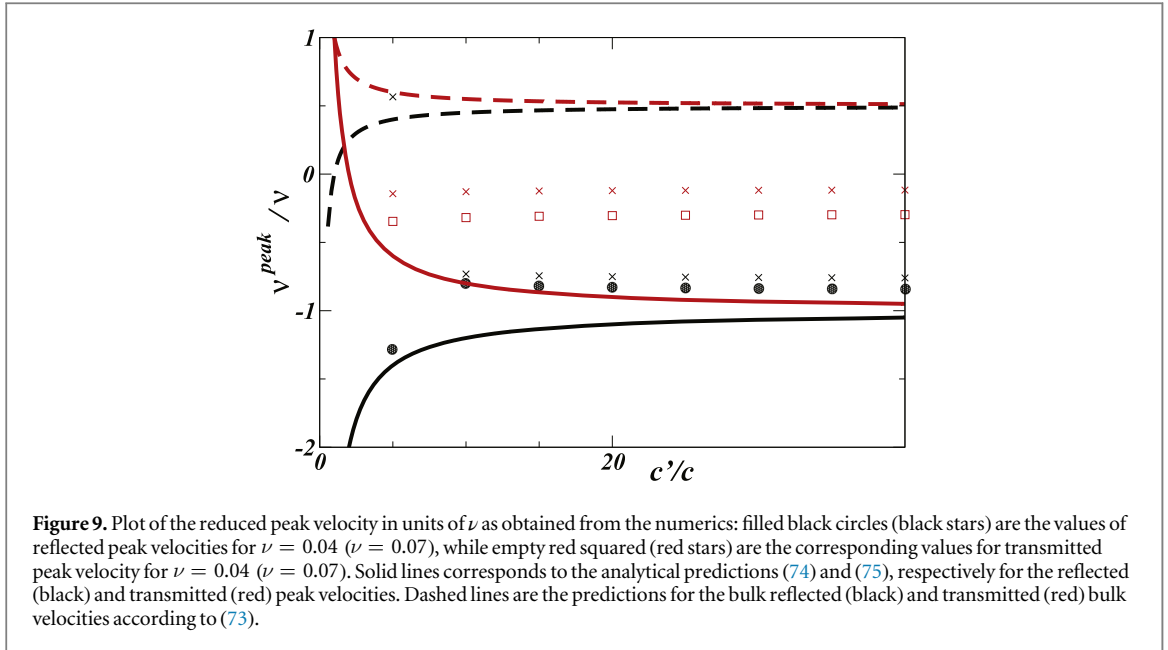 1
0
-1
-2
v^peak / v
0
20
c'/c
Figure 9. Plot of the reduced peak velocity in units of ν as obtained from the numerics: filled black circles (black stars) are the values of
reflected peak velocities for ν = 0.04 (ν = 0.07), while empty red squared (red stars) are the corresponding values for transmitted
peak velocity for ν = 0.04 (ν = 0.07). Solid lines corresponds to the analytical predictions (74) and (75), respectively for the reflected
(black) and transmitted (red) peak velocities. Dashed lines are the predictions for the bulk reflected (black) and transmitted (red) bulk
velocities according to (73).